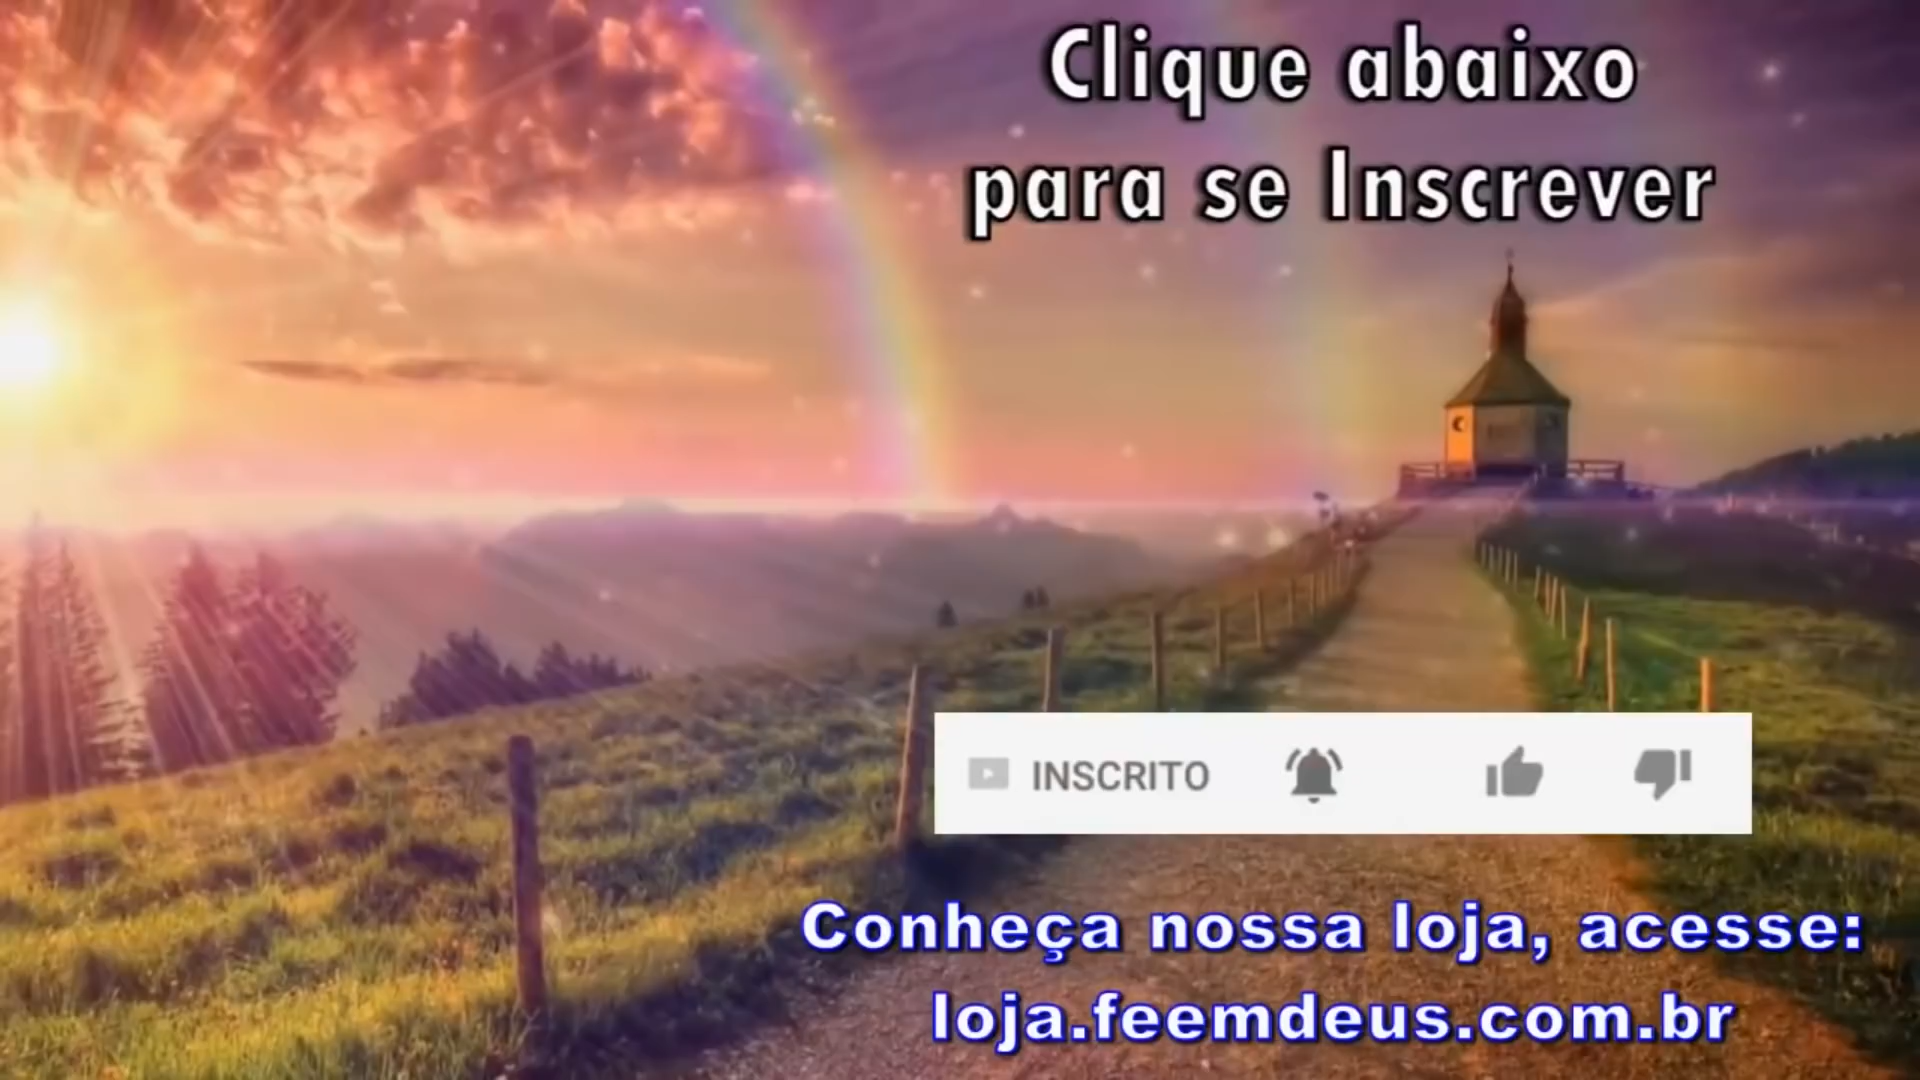 Clique abaixo
para se Inscrever
INSCRITO
Conheça nossa loja, acesse:
loja.feemdeus.com.br